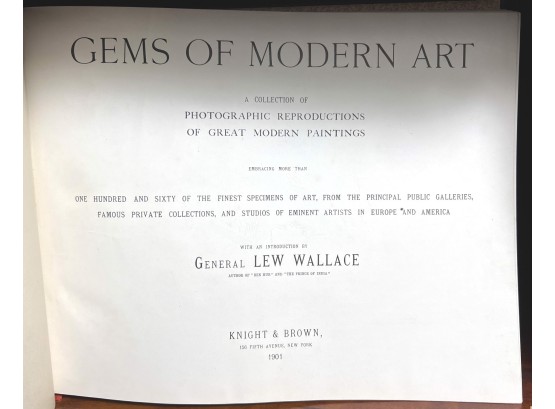 GEMS OF MODERN ART
A COLLECTION OF
PHOTOGRAPHIC REPRODUCTIONS
OF GREAT MODERN PAINTINGS
EMBRACING MORE THAN
ONE HUNDRED AND SIXTY OF THE FINEST SPECIMENS OF ART, FROM THE PRINCIPAL PUBLIC GALLERIES,
FAMOUS PRIVATE COLLECTIONS, AND STUDIOS OF EMINENT ARTISTS IN EUROPE AND AMERICA
WITH AN INTRODUCTION BY
GENERAL LEW WALLACE
AUTHOR OF "BEN HUR" AND "THE PRINCE OF INDIA"
KNIGHT & BROWN,
FIFTH AVENUE, NEW YORK
1901